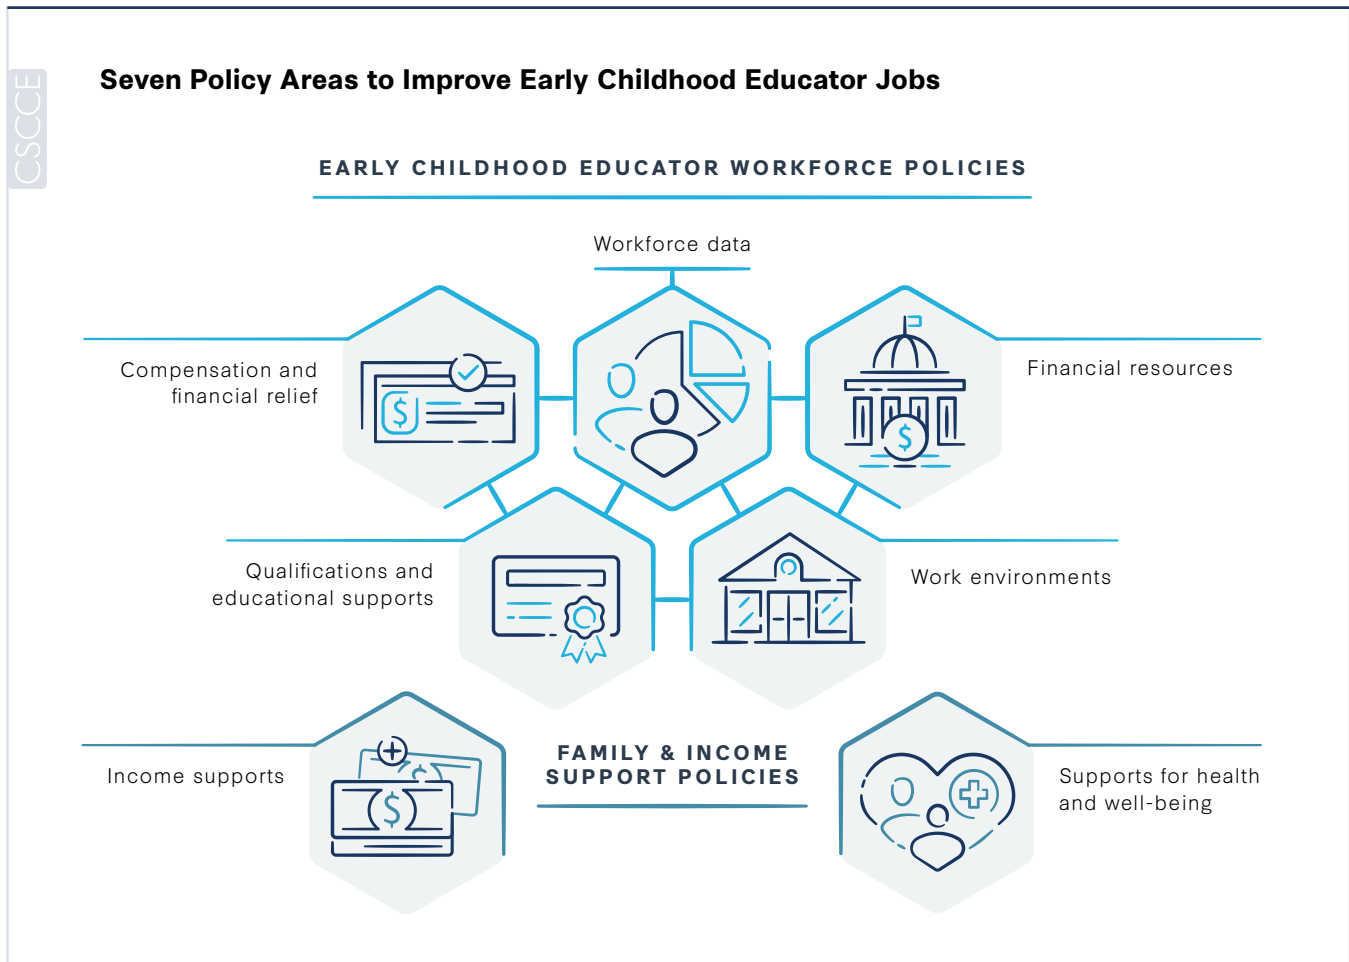 CSCCE
Seven Policy Areas to Improve Early Childhood Educator Jobs
EARLY CHILDHOOD EDUCATOR WORKFORCE POLICIES
Workforce data
Compensation and
financial relief
Financial resources
Qualifications and
educational supports
Work environments
Income supports
FAMILY & INCOME
SUPPORT POLICIES
Supports for health
and well-being